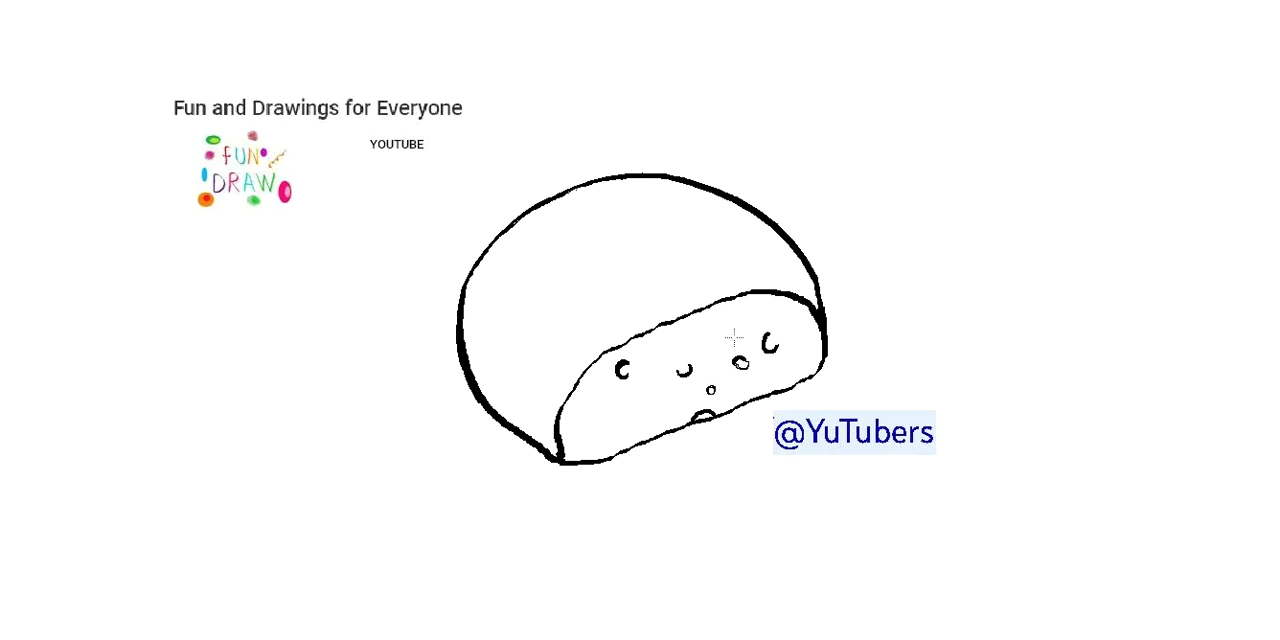 Fun and Drawings for Everyone
YOUTUBE
fUN
DRAW
@YuTubers